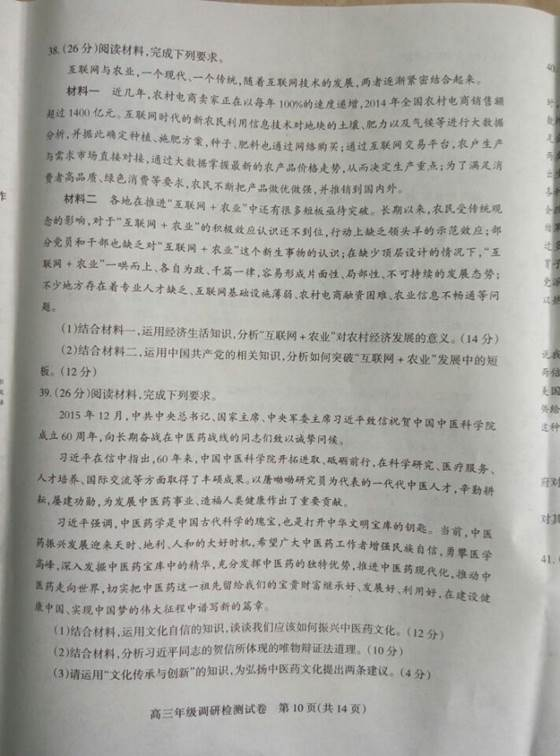 38.(26分)阅读材料,完成下列要求。
互联网与农业,一个现代、一个传统,随着互联网技术的发展,两者逐渐紧密结合起来。
材料一 近几年,农村电商卖家正在以每年100%的速度递增,2014年全国农村电商销售额
超过1400亿元。互联网时代的新农民利用信息技术对地块的土壤、肥力以及气候等进行大数据
分析,并据此确定种植、施肥方案,种子、肥料也通过网络购买;通过互联网交易平台,农户生产
与需求市场直接对接,通过大数据掌握最新的农产品价格走势,从而决定生产重点;为了满足消
费者高品质、绿色消费等要求,农民不断把产品做优做强,并推销到国内外。
材料二 各地在推进“互联网+农业”中还有很多短板亟待突破。长期以来,农民受传统观
念的影响,对于“互联网+农业”的积极效应认识还不到位,行动上缺乏领头羊的示范效应;部
分党员和干部也缺乏对“互联网+农业”这个新生事物的认识;在缺少顶层设计的情况下,“互
联网+农业”一哄而上、各自为政、千篇一律,容易形成片面性、局部性、不可持续的发展态势;
不少地方存在着专业人才缺乏、互联网基础设施薄弱、农村电商融资困难、农业信息不畅通等问
题。
(1)结合材料一,运用经济生活知识,分析“互联网+农业”对农村经济发展的意义。(14分)
(2)结合材料二,运用中国共产党的相关知识,分析如何突破“互联网+农业”发展中的短
板。(12分)
39.(26分)阅读材料,完成下列要求。
2015年12月,中共中央总书记、国家主席、中央军委主席习近平致信祝贺中国中医科学院
成立60周年,向长期奋战在中医药战线的同志们致以诚挚问候。
习近平在信中指出,60年来,中国中医科学院开拓进取、砥砺前行,在科学研究、医疗服务、
人才培养、国际交流等方面取得了丰硕成果。以屠呦呦研究员为代表的一代代中医人才,辛勤耕
耘,屡建功勋,为发展中医药事业、造福人类健康作出了重要贡献。
习近平强调,中医药学是中国古代科学的瑰宝,也是打开中华文明宝库的钥匙。当前,中医
药振兴发展迎来天时、地利、人和的大好时机,希望广大中医药工作者增强民族自信,勇攀医学
高峰,深入发掘中医药宝库中的精华,充分发挥中医药的独特优势,推进中医药现代化,推动中
医药走向世界,切实把中医药这一祖先留给我们的宝贵财富继承好、发展好、利用好,在建设健
康中国、实现中国梦的伟大征程中谱写新的篇章。
(1)结合材料,运用文化自信的知识,谈谈我们应该如何振兴中医药文化。(12分)
(2)结合材料,分析习近平同志的贺信所体现的唯物辩证法道理。(10分)
(3)请运用“文化传承与创新”的知识,为弘扬中医药文化提出两条建议。(4分)
高三年级调研检测试卷 第10页(共14页)
40.
41.